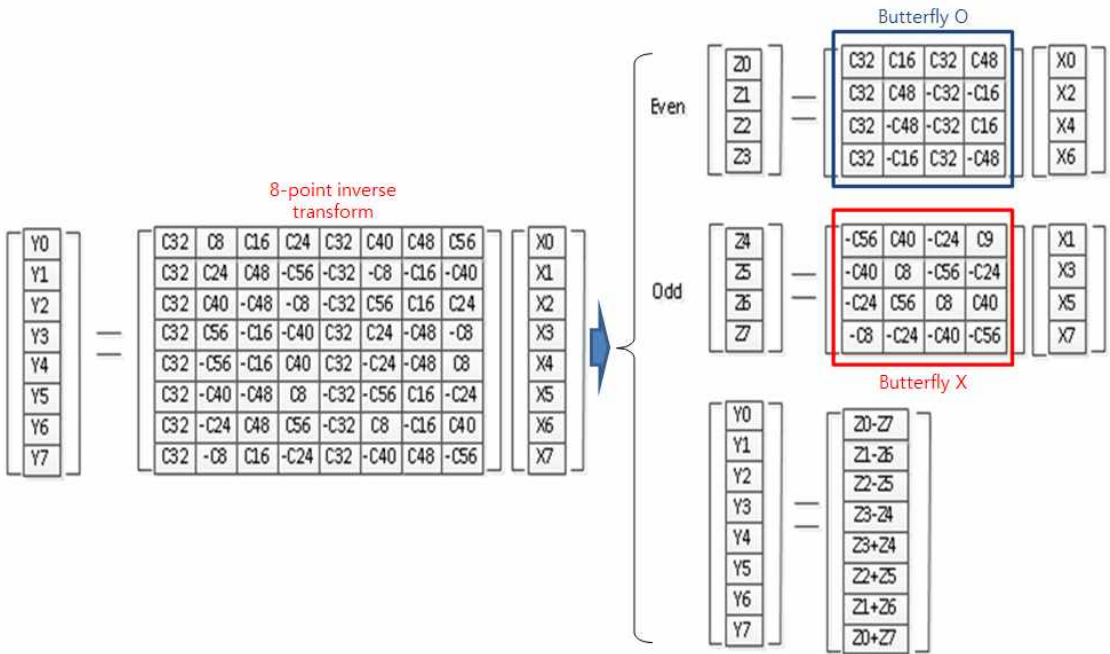 8-point inverse
transform
Y0
Y1
Y2
Y3
Y4
Y5
Y6
Y7
=
C32 C8 C16 C24 C32 C40 C48 C56
C32 C24 C48 -C56 -C32 -C8 -C16 -C40
C32 C40 -C48 -C8 -C32 C56 C16 C24
C32 C56 -C16 -C40 C32 C24 -C48 -C8
C32 -C56 -C16 C40 C32 -C24 -C48 C8
C32 -C40 -C48 C8 -C32 -C56 C16 -C24
C32 -C24 C48 C56 -C32 C8 -C16 C40
C32 -C8 C16 -C24 C32 -C40 C48 -C56
X0
X1
X2
X3
X4
X5
X6
X7
Butterfly O
Even
Z0
Z1
Z2
Z3
=
C32 C16 C32 C48
C32 C48 -C32 -C16
C32 -C48 -C32 C16
C32 -C16 C32 -C48
X0
X2
X4
X6
Odd
Z4
Z5
Z6
Z7
=
-C56 C40 -C24 C9
-C40 C8 -C56 -C24
-C24 C56 C8 C40
-C8 -C24 -C40 -C56
X1
X3
X5
X7
Butterfly X
Y0
Y1
Y2
Y3
Y4
Y5
Y6
Y7
=
Z0-Z7
Z1-Z6
Z2-Z5
Z3-Z4
Z3+Z4
Z2+Z5
Z1+Z6
Z0+Z7